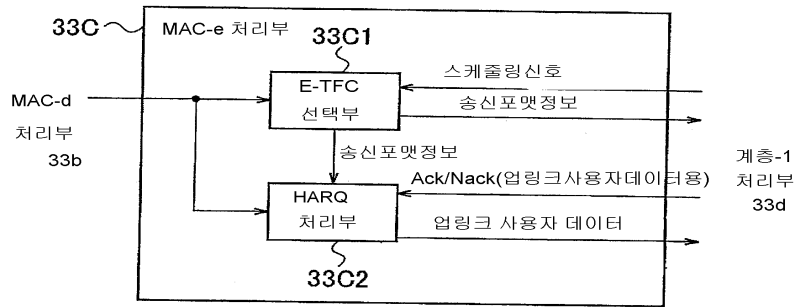 33C
MAC-e 처리부
33C1
E-TFC
선택부
스케줄링신호
송신포맷정보
MAC-d
처리부
33b
송신포맷정보
Ack/Nack(업링크사용자데이터용)
HARQ
처리부
업링크 사용자 데이터
33C2
계층-1
처리부
33d